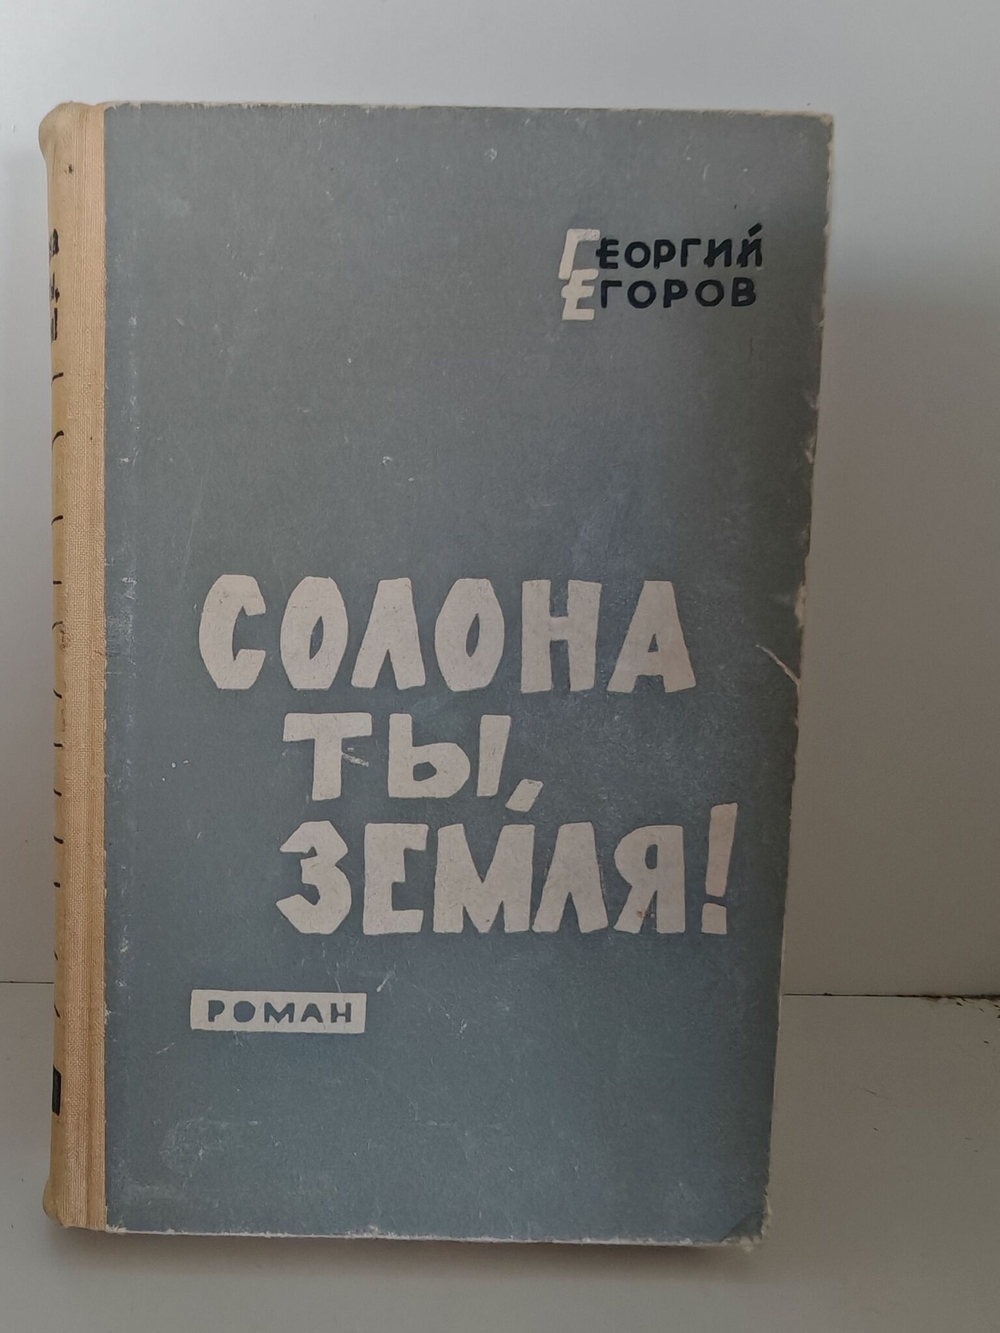 ГЕОРГИЙ
ЕГОРОВ
СОЛОНА
ТЫ,
ЗЕМЛЯ!
РОМАН